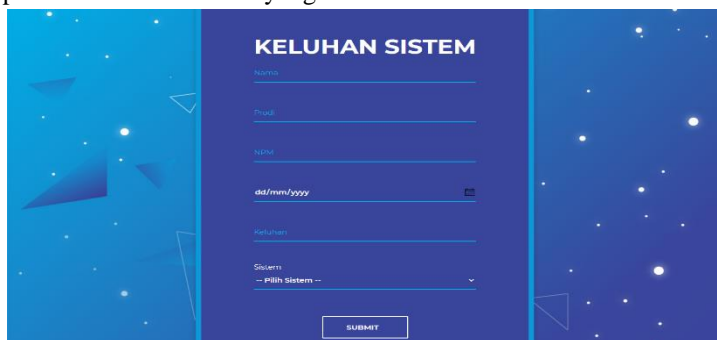 KELUHAN SISTEM
Nama
Prodi
NPM
dd/mm/yyyy
Keluhan
Sistem
-- Pilih Sistem --
SUBMIT